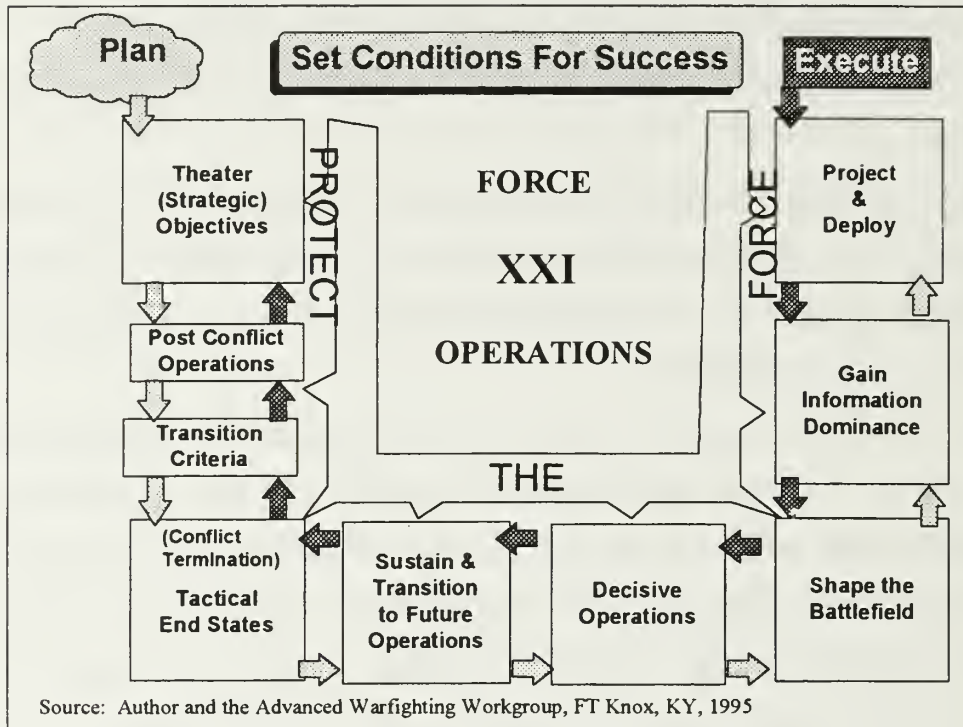 Plan
Set Conditions For Success
Execute
Theater
(Strategic)
Objectives
PROTECT
FORCE
XXI
OPERATIONS
FORCE
Project
&
Deploy
Post Conflict
Operations
Gain
Information
Dominance
Transition
Criteria
THE
(Conflict
Termination)
Tactical
End States
Sustain &
Transition
to Future
Operations
Decisive
Operations
Shape the
Battlefield
Source: Author and the Advanced Warfighting Workgroup, FT Knox, KY, 1995